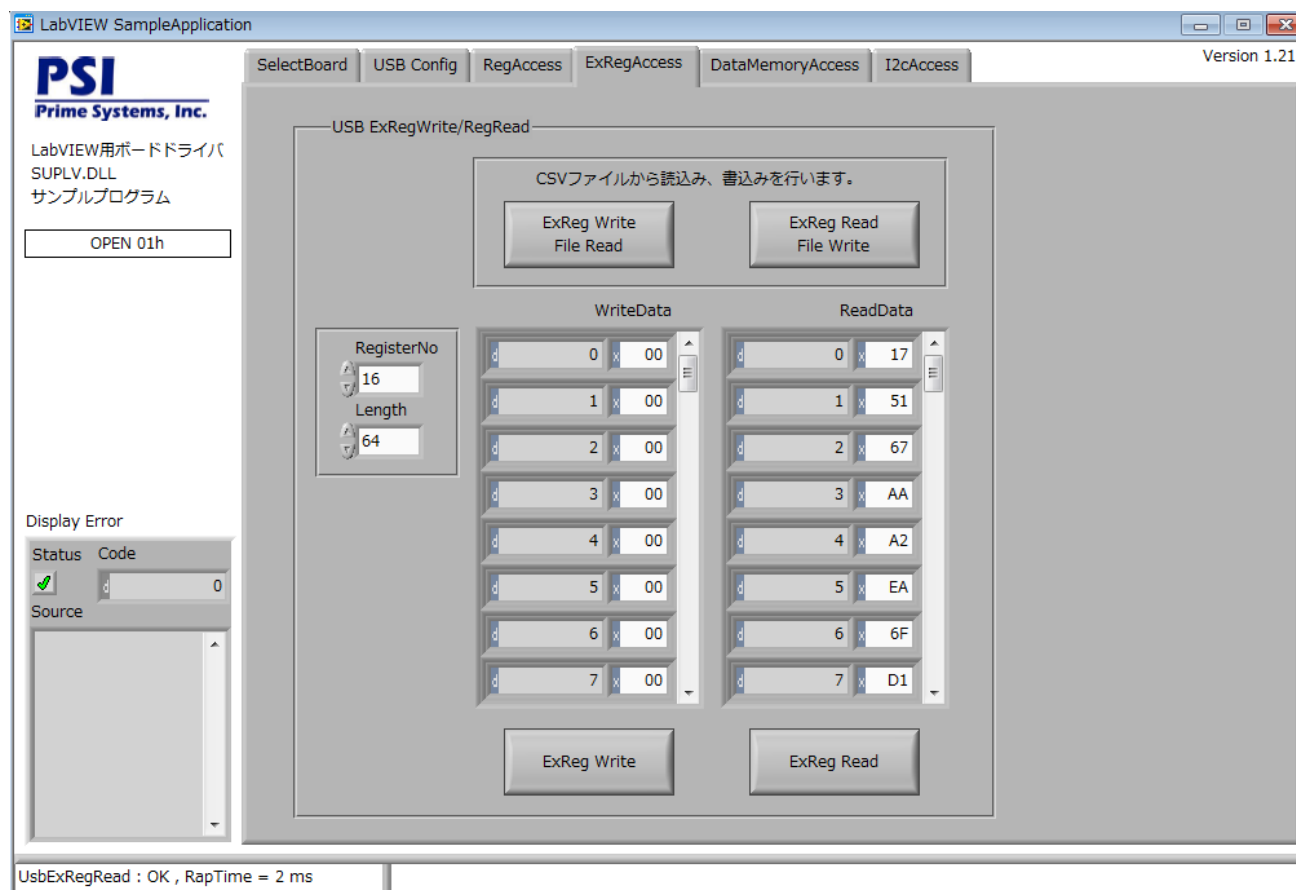 LabVIEW SampleApplication
PSI
Prime Systems, Inc.
LabVIEW用ボードドライバ
SUPLV.DLL
サンプルプログラム
OPEN 01h
SelectBoard USB Config RegAccess ExRegAccess DataMemoryAccess I2cAccess
Version 1.21
USB ExRegWrite/RegRead
CSVファイルから読込み、書込みを行います。
ExReg Write
File Read
ExReg Read
File Write
RegisterNo
16
Length
64
WriteData
d 0 x 00
d 1 x 00
d 2 x 00
d 3 x 00
d 4 x 00
d 5 x 00
d 6 x 00
d 7 x 00
ReadData
d 0 x 17
d 1 x 51
d 2 x 67
d 3 x AA
d 4 x A2
d 5 x EA
d 6 x 6F
d 7 x D1
ExReg Write
ExReg Read
Display Error
Status Code
d 0
Source
UsbExRegRead : OK , RapTime = 2 ms